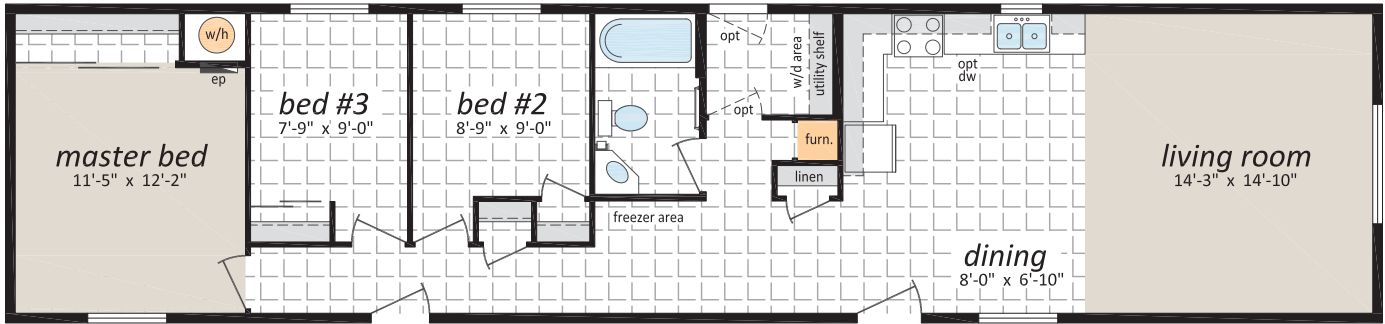 w/h
ep
master bed
11'-5" x 12'-2"
bed #3
7'-9" x 9'-0"
bed #2
8'-9" x 9'-0"
opt
w/d area
utility shelf
opt
furn.
linen
freezer area
opt
dw
dining
8'-0" x 6'-10"
living room
14'-3" x 14'-10"